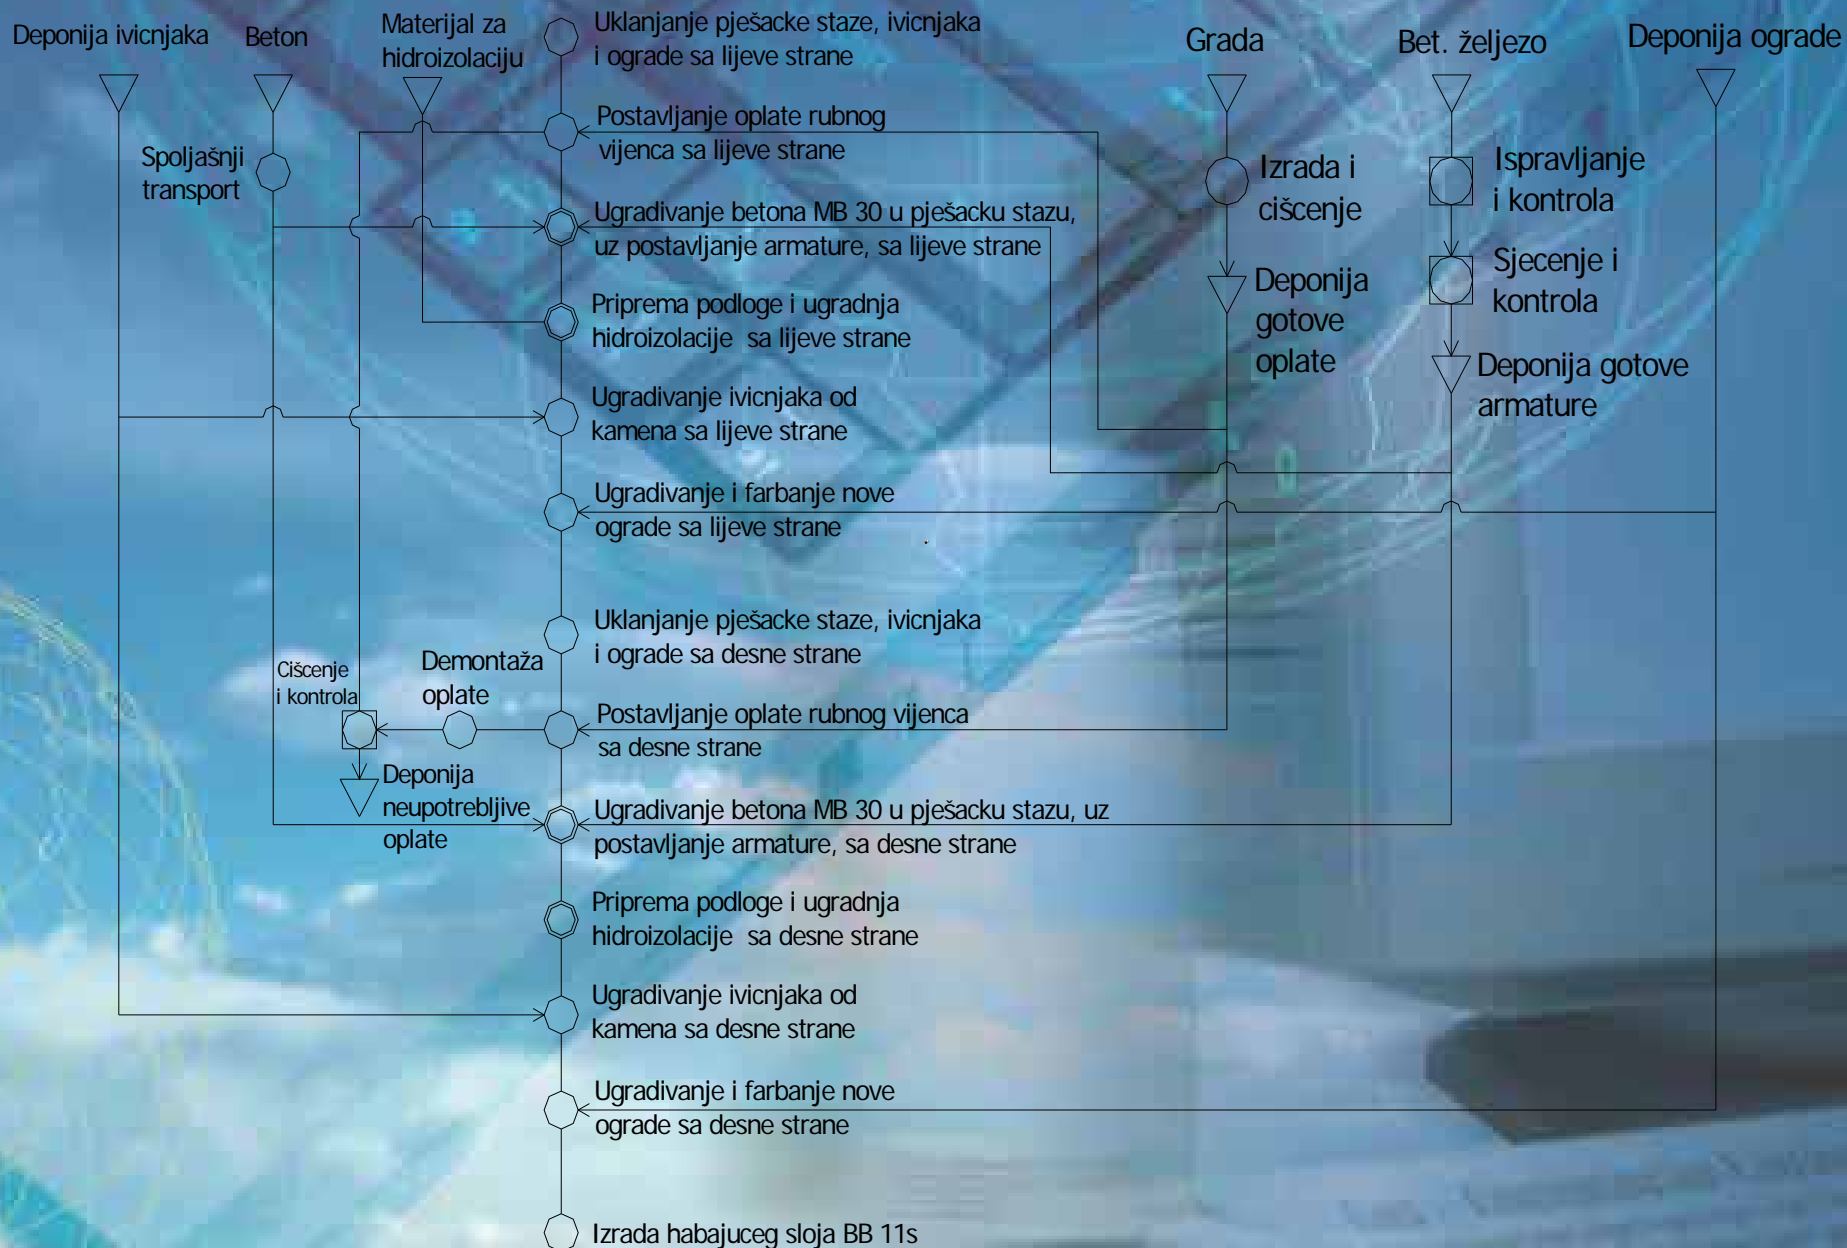 Deponija ivicnjaka
Beton
Materijal za
hidroizolaciju
Uklanjanje pješacke staze, ivicnjaka
i ograde sa lijeve strane
Grada
Bet. željezo
Deponija ograde
Postavljanje oplate rubnog
vijenca sa lijeve strane
Spoljašnji
transport
Izrada i
cišcenje
Ispravljanje
i kontrola
Ugradivanje betona MB 30 u pješacku stazu,
uz postavljanje armature, sa lijeve strane
Sjecenje i
kontrola
Deponija
gotove
oplate
Priprema podloge i ugradnja
hidroizolacije sa lijeve strane
Deponija gotove
armature
Ugradivanje ivicnjaka od
kamena sa lijeve strane
Ugradivanje i farbanje nove
ograde sa lijeve strane
Uklanjanje pješacke staze, ivicnjaka
i ograde sa desne strane
Cišcenje
i kontrola
Demontaža
oplate
Postavljanje oplate rubnog vijenca
sa desne strane
Deponija
neupotrebljive
oplate
Ugradivanje betona MB 30 u pješacku stazu, uz
postavljanje armature, sa desne strane
Priprema podloge i ugradnja
hidroizolacije sa desne strane
Ugradivanje ivicnjaka od
kamena sa desne strane
Ugradivanje i farbanje nove
ograde sa desne strane
Izrada habajuceg sloja BB 11s